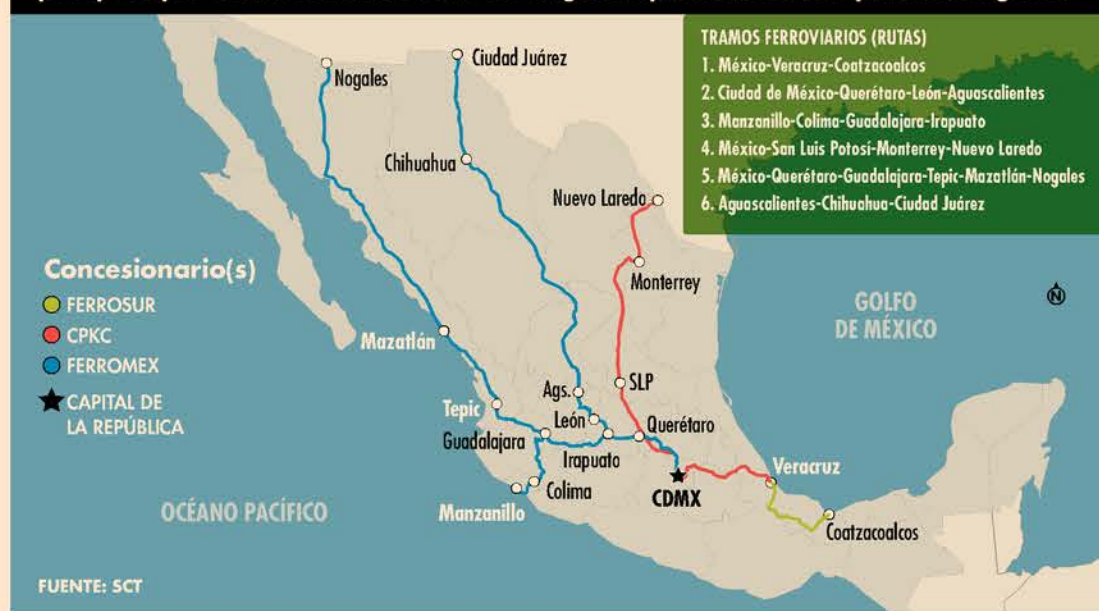 TRAMOS FERROVIARIOS (RUTAS)
1. México-Veracruz-Coatzacoalcos
2. Ciudad de México-Querétaro-León-Aguascalientes
3. Manzanillo-Colima-Guadalajara-Irapuato
4. México-San Luis Potosí-Monterrey-Nuevo Laredo
5. México-Querétaro-Guadalajara-Tepic-Mazatlán-Nogales
6. Aguascalientes-Chihuahua-Ciudad Juárez
Ciudad Juárez
Nogales
Chihuahua
Nuevo Laredo
Monterrey
Concesionario(s)
FERROSUR
CPKC
FERROMEX
CAPITAL DE
LA REPÚBLICA
GOLFO
DE MÉXICO
N
Mazatlán
SLP
Ags.
Tepic
León
Querétaro
Guadalajara
Irapuato
Veracruz
Colima
CDMX
Manzanillo
OCÉANO PACÍFICO
Coatzacoalcos
FUENTE: SCT